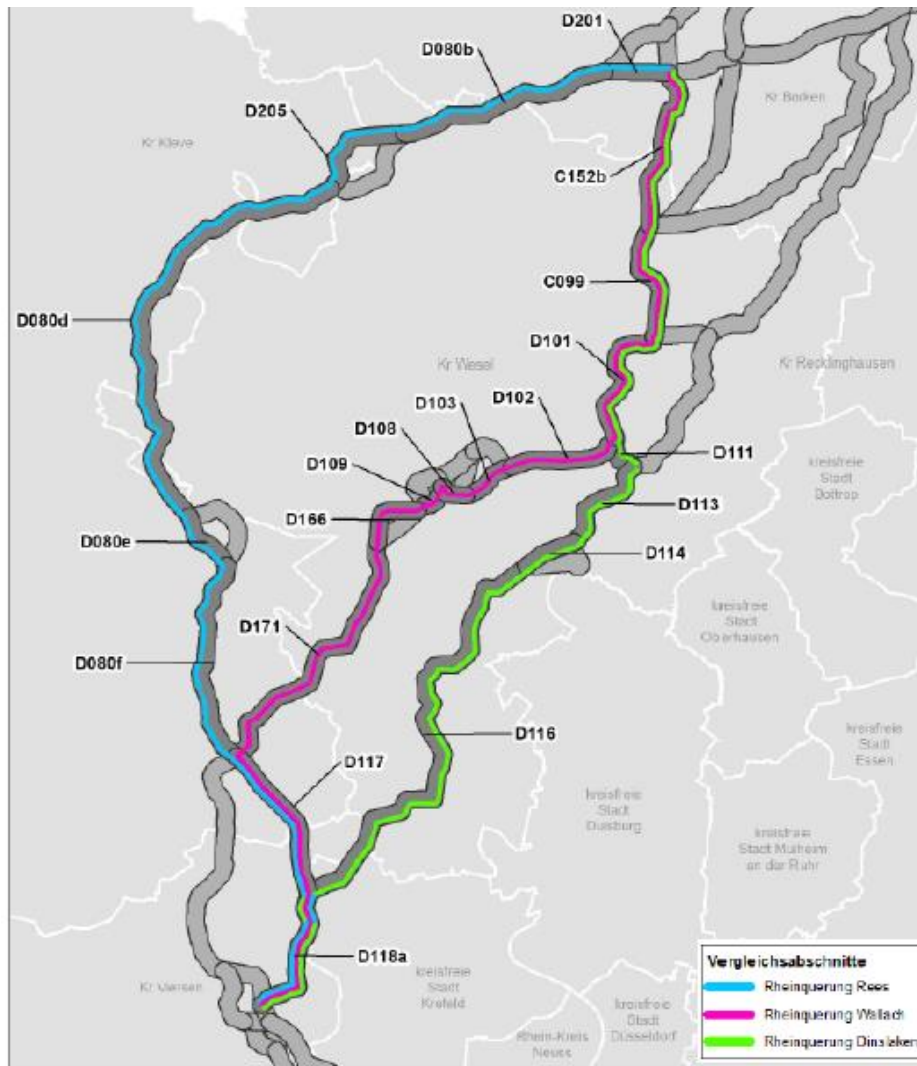 D201
D080b
Kr Borken
D205
Kr Kleve
C152b
C099
D080d
D101
Kr Wesel
Kr Recklinghausen
D102
D103
D108
D111
D109
kreisfreie
Stadt
Bottrop
D113
D166
D080e
D114
kreisfreie
Stadt
Oberhausen
D171
D080f
D116
kreisfreie
Stadt
Essen
D117
kreisfreie
Stadt
Duisburg
kreisfreie
Stadt Mülheim
an der Ruhr
D118a
kreisfreie
Stadt
Krefeld
Kr Viersen
kreisfreie
Stadt
Düsseldorf
Rhein-Kreis
Neuss
Vergleichsabschnitte
Rheinquerung Rees
Rheinquerung Wallach
Rheinquerung Dinslaken